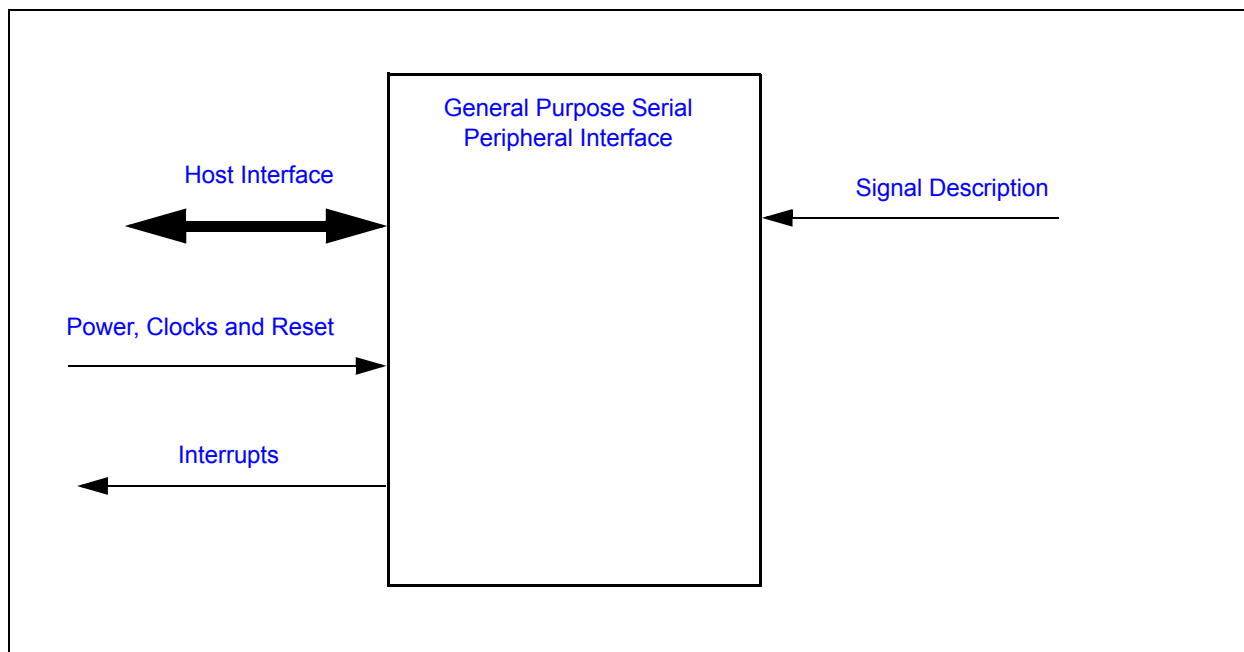 General Purpose Serial
Peripheral Interface
Host Interface
Signal Description
Power, Clocks and Reset
Interrupts